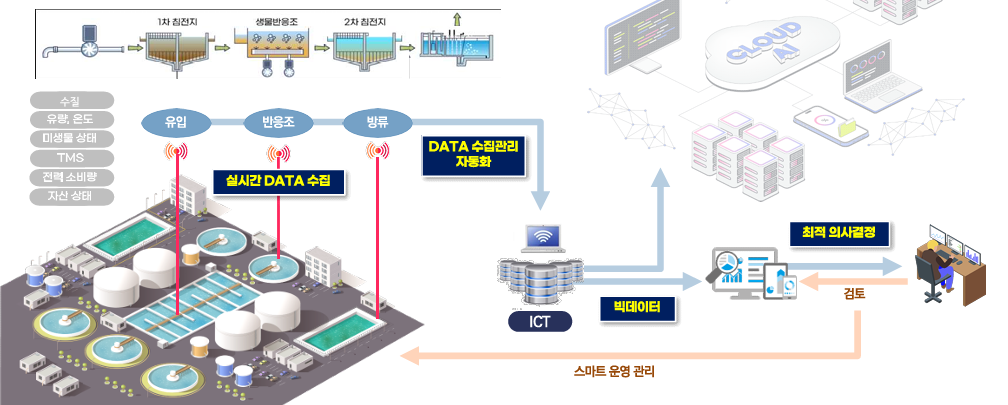 1차 침전지
생물반응조
2차 침전지
수질
유량, 온도
미생물 상태
TMS
전력 소비량
자산 상태
유입
반응조
방류
실시간 DATA 수집
DATA 수집관리
자동화
CLOUD
AI
ICT
빅데이터
최적 의사결정
검토
스마트 운영 관리